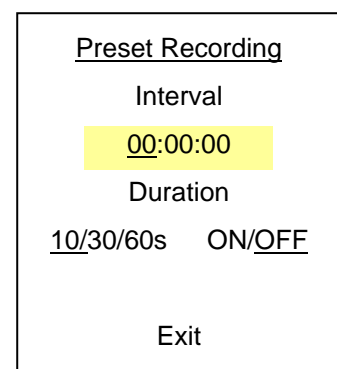 Preset Recording
Interval
00:00:00
Duration
10/30/60s ON/OFF
Exit